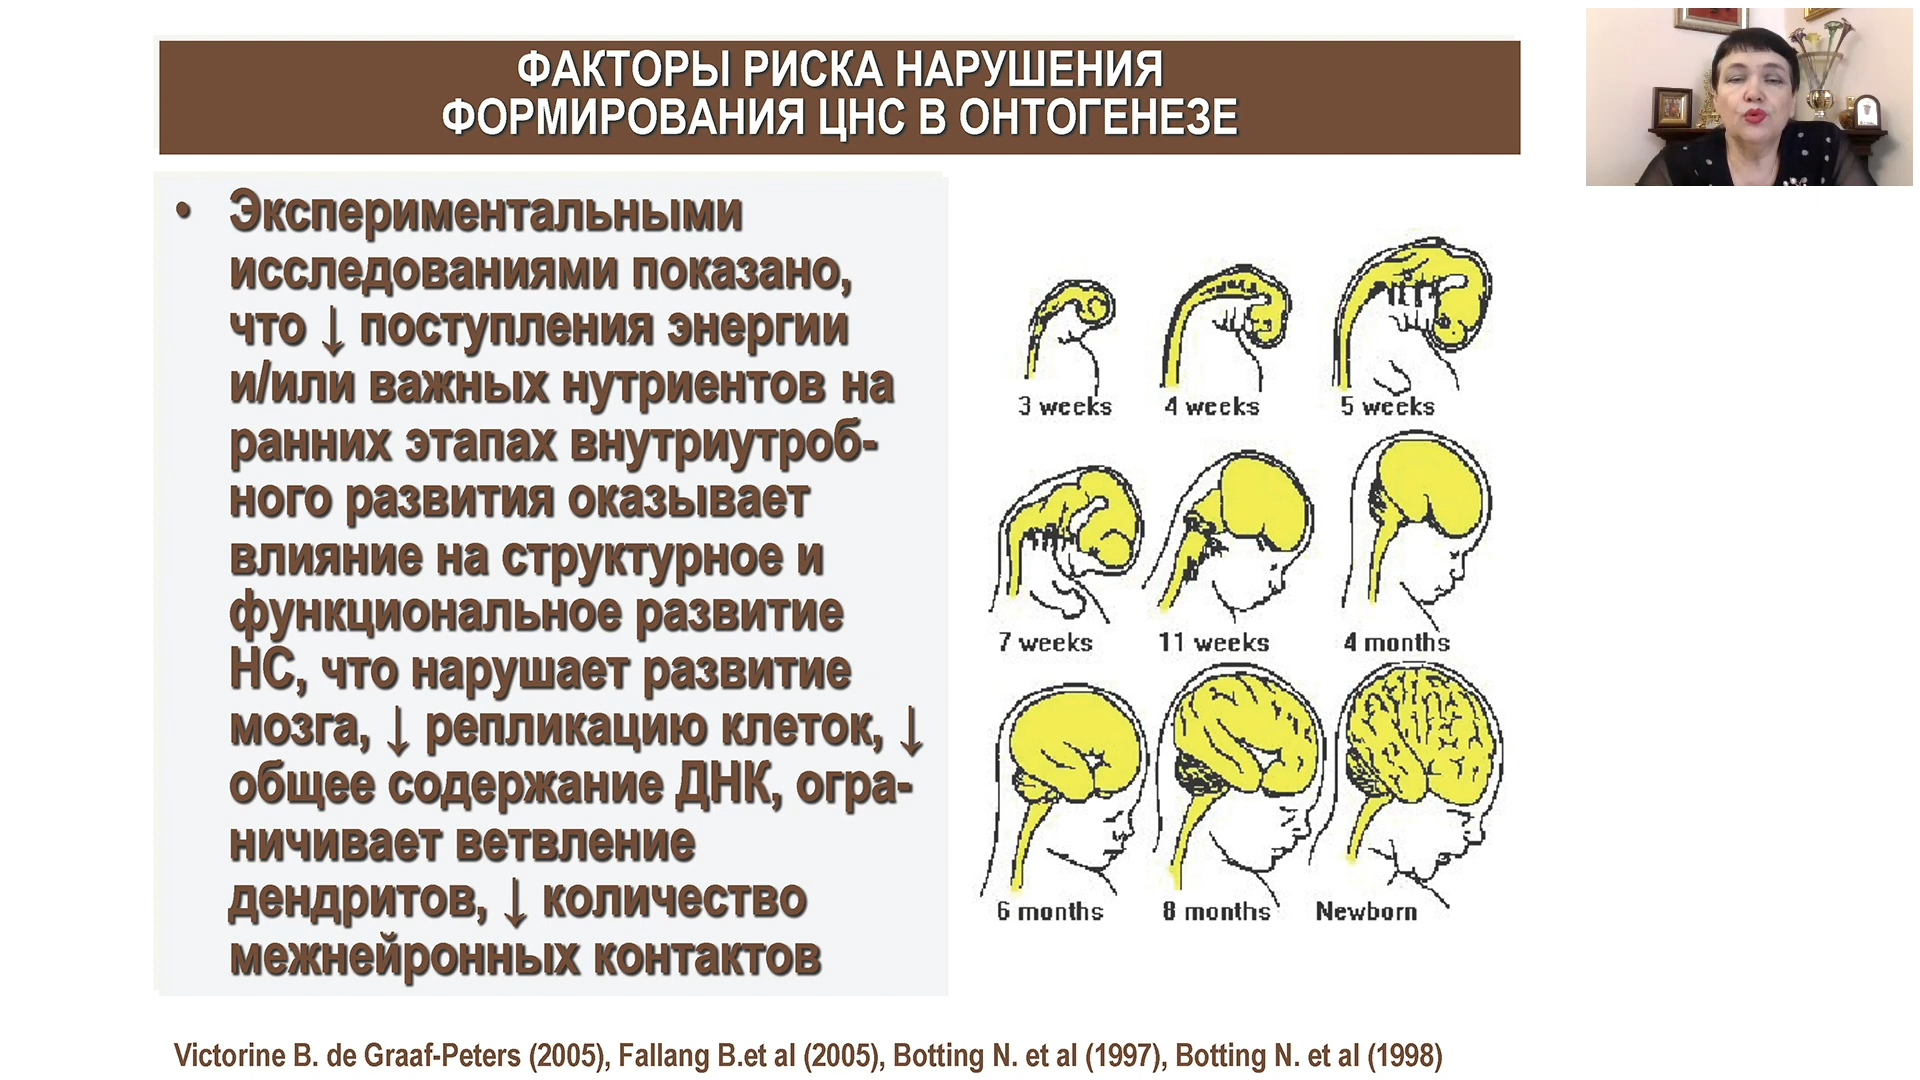 ФАКТОРЫ РИСКА НАРУШЕНИЯ
ФОРМИРОВАНИЯ ЦНС В ОНТОГЕНЕЗЕ
• Экспериментальными
исследованиями показано,
что ↓ поступления энергии
и/или важных нутриентов на
ранних этапах внутриутроб-
ного развития оказывает
влияние на структурное и
функциональное развитие
НС, что нарушает развитие
мозга, ↓ репликацию клеток, ↓
общее содержание ДНК, огра-
ничивает ветвление
дендритов, ↓ количество
межнейронных контактов
3 weeks 4 weeks 5 weeks
7 weeks 11 weeks 4 months
6 months 8 months Newborn
Victorine B. de Graaf-Peters (2005), Fallang B.et al (2005), Botting N. et al (1997), Botting N. et al (1998)